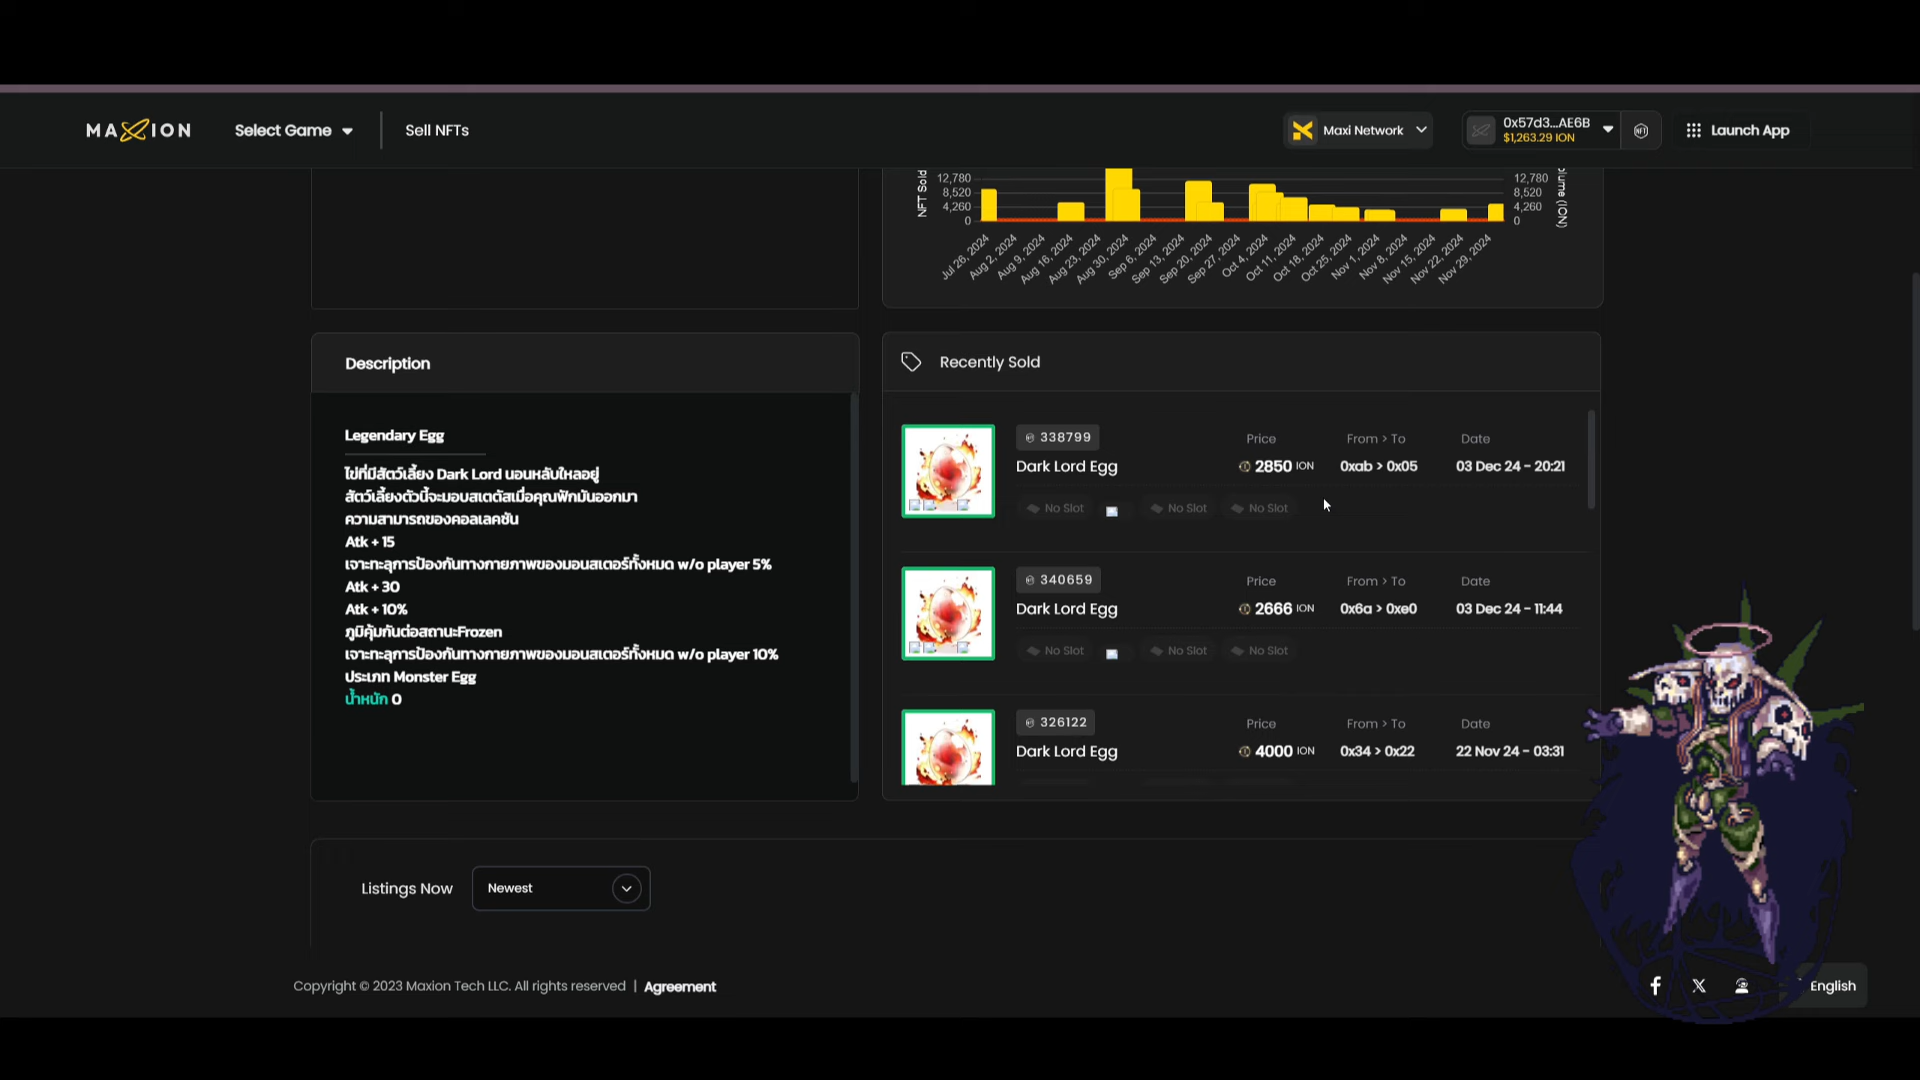 MAXION
Select Game
Sell NFTs
Maxi Network
0x57d3...AE6B
$1,263.29 ION
Launch App
NFT Sold
12,780
8,520
4,260
0
12,780
8,520
4,260
0
olume (ION)
Jul 26, 2024
Aug 2, 2024
Aug 9, 2024
Aug 16, 2024
Aug 23, 2024
Aug 30, 2024
Sep 6, 2024
Sep 13, 2024
Sep 20, 2024
Sep 27, 2024
Oct 4, 2024
Oct 11, 2024
Oct 18, 2024
Oct 25, 2024
Nov 1, 2024
Nov 8, 2024
Nov 15, 2024
Nov 22, 2024
Nov 29, 2024
Description
Legendary Egg
ไข่ที่มีสัตว์เลี้ยง Dark Lord นอนหลับใหลอยู่
สัตว์เลี้ยงตัวนี้จะมอบสเตตัสเมื่อคุณฟักมันออกมา
ความสามารถของคอลเลคชัน
Atk + 15
เจาะทะลุการป้องกันทางกายภาพของมอนสเตอร์ทั้งหมด w/o player 5%
Atk + 30
Atk + 10%
ภูมิคุ้มกันต่อสถานะFrozen
เจาะทะลุการป้องกันทางกายภาพของมอนสเตอร์ทั้งหมด w/o player 10%
ประเภท Monster Egg
น้ำหนัก 0
Recently Sold
338799
Price
From > To
Date
Dark Lord Egg
2850 ION
0xab > 0x05
03 Dec 24 - 20:21
No Slot
No Slot
No Slot
340659
Price
From > To
Date
Dark Lord Egg
2666 ION
0x6a > 0xe0
03 Dec 24 - 11:44
No Slot
No Slot
No Slot
326122
Price
From > To
Date
Dark Lord Egg
4000 ION
0x34 > 0x22
22 Nov 24 - 03:31
Listings Now
Newest
Copyright © 2023 Maxion Tech LLC. All rights reserved | Agreement
English